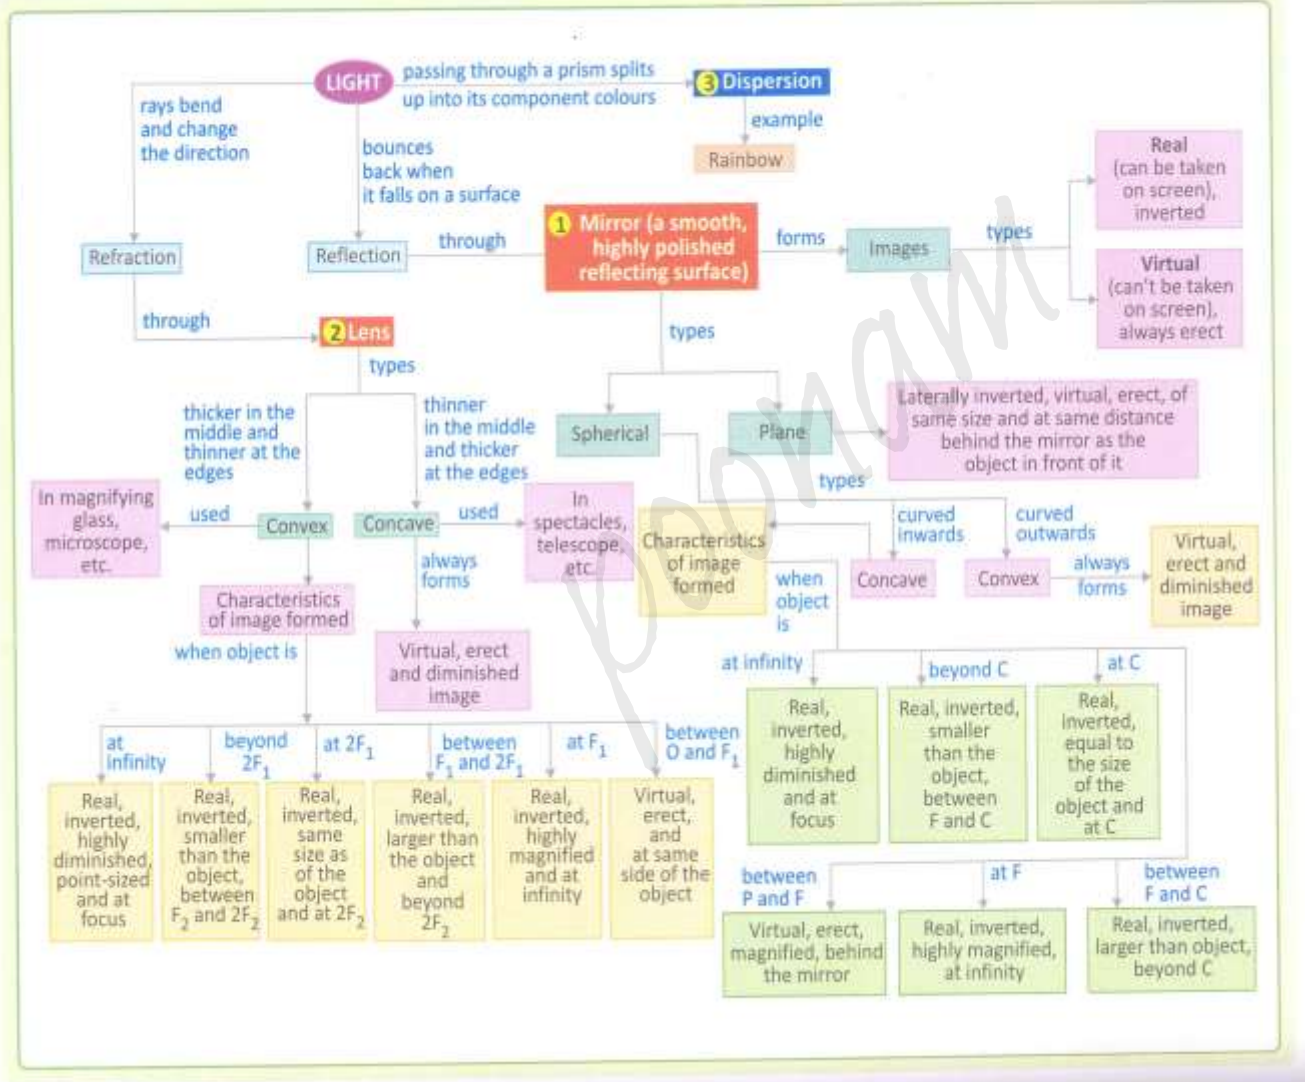 LIGHT
passing through a prism splits
up into its component colours
3 Dispersion
example
Rainbow
rays bend
and change
the direction
bounces
back when
it falls on a surface
Refraction
Reflection
through
1 Mirror (a smooth,
highly polished
reflecting surface)
forms
Images
types
Real
(can be taken
on screen),
inverted
Virtual
(can't be taken
on screen),
always erect
through
2 Lens
types
types
Spherical
Plane
Laterally inverted, virtual, erect, of
same size and at same distance
behind the mirror as the
object in front of it
thicker in the
middle and
thinner at the
edges
thinner
in the middle
and thicker
at the edges
In magnifying
glass,
microscope,
etc.
used
Convex
Concave
used
In
spectacles,
telescope,
etc.
always
forms
Virtual, erect
and diminished
image
Characteristics
of image formed
when object is
types
curved
inwards
curved
outwards
Characteristics
of image
formed
when
object
is
Concave
Convex
always
forms
Virtual,
erect and
diminished
image
at infinity
Real,
inverted,
highly
diminished
and at
focus
beyond C
Real, inverted,
smaller
than the
object,
between
F and C
at C
Real,
inverted,
equal to
the size
of the
object and
at C
at
infinity
Real,
inverted,
highly
diminished,
point-sized
and at
focus
beyond
2F₁
Real,
inverted,
smaller
than the
object,
between
F₂ and 2F₂
at 2F₁
Real,
inverted,
same
size as
of the
object
and at 2F₂
between
F₁ and 2F₁
Real,
inverted,
larger than
the object
and
beyond
2F₂
at F₁
Real,
inverted,
highly
magnified
and at
infinity
between
O and F₁
Virtual,
erect,
and
at same
side of the
object
between
P and F
Virtual, erect,
magnified, behind
the mirror
at F
Real, inverted,
highly magnified,
at infinity
between
F and C
Real, inverted,
larger than object,
beyond C
poonam